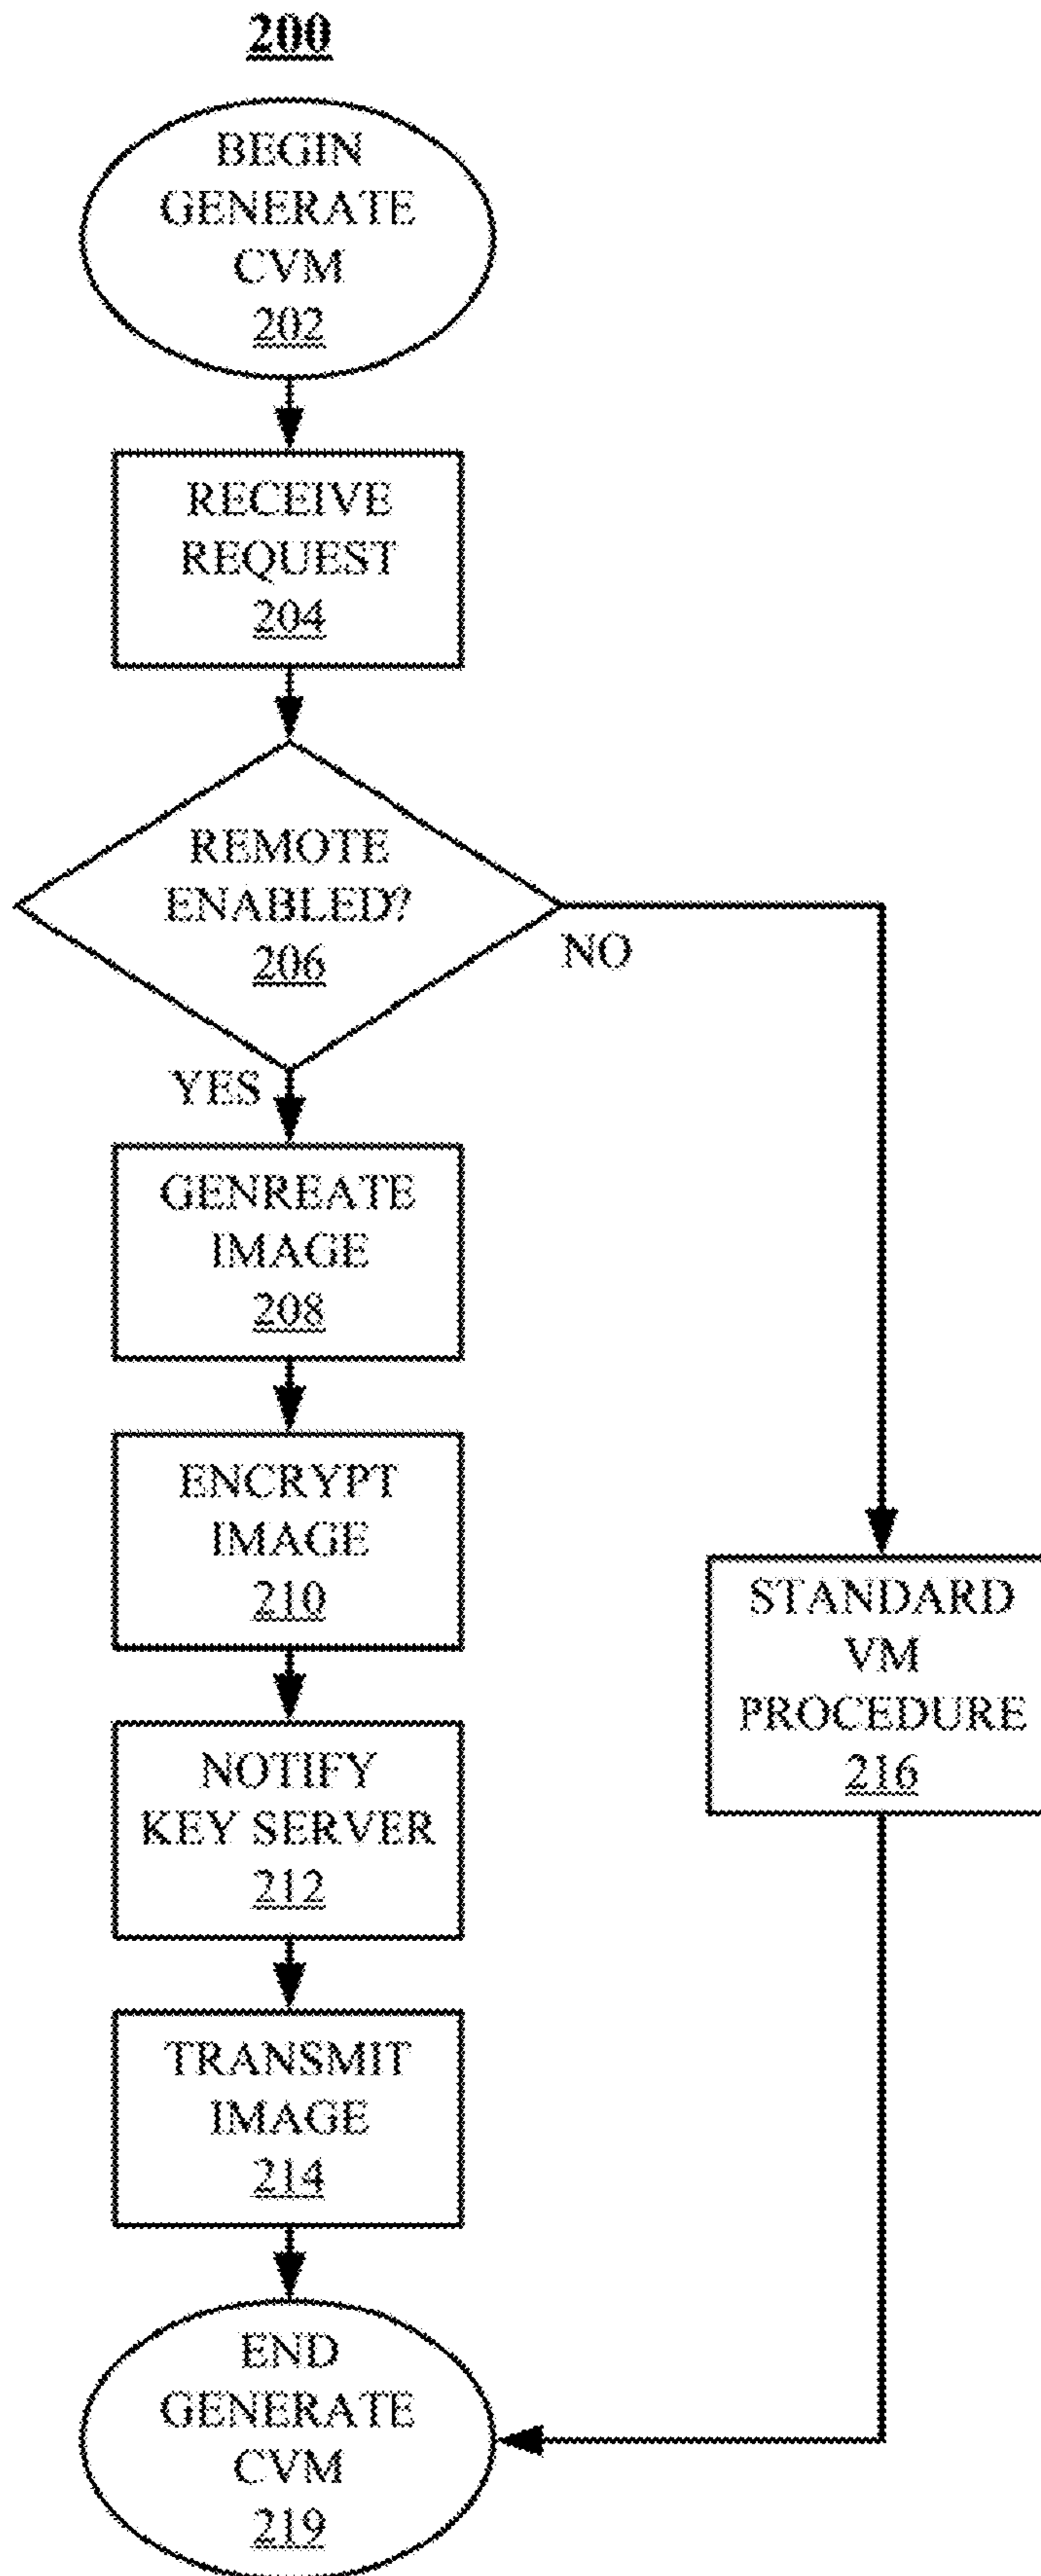 200
BEGIN
GENERATE
CVM
202
RECEIVE
REQUEST
204
REMOTE
ENABLED?
206
NO
YES
GENREATE
IMAGE
208
ENCRYPT
IMAGE
210
STANDARD
VM
PROCEDURE
216
NOTIFY
KEY SERVER
212
TRANSMIT
IMAGE
214
END
GENERATE
CVM
219